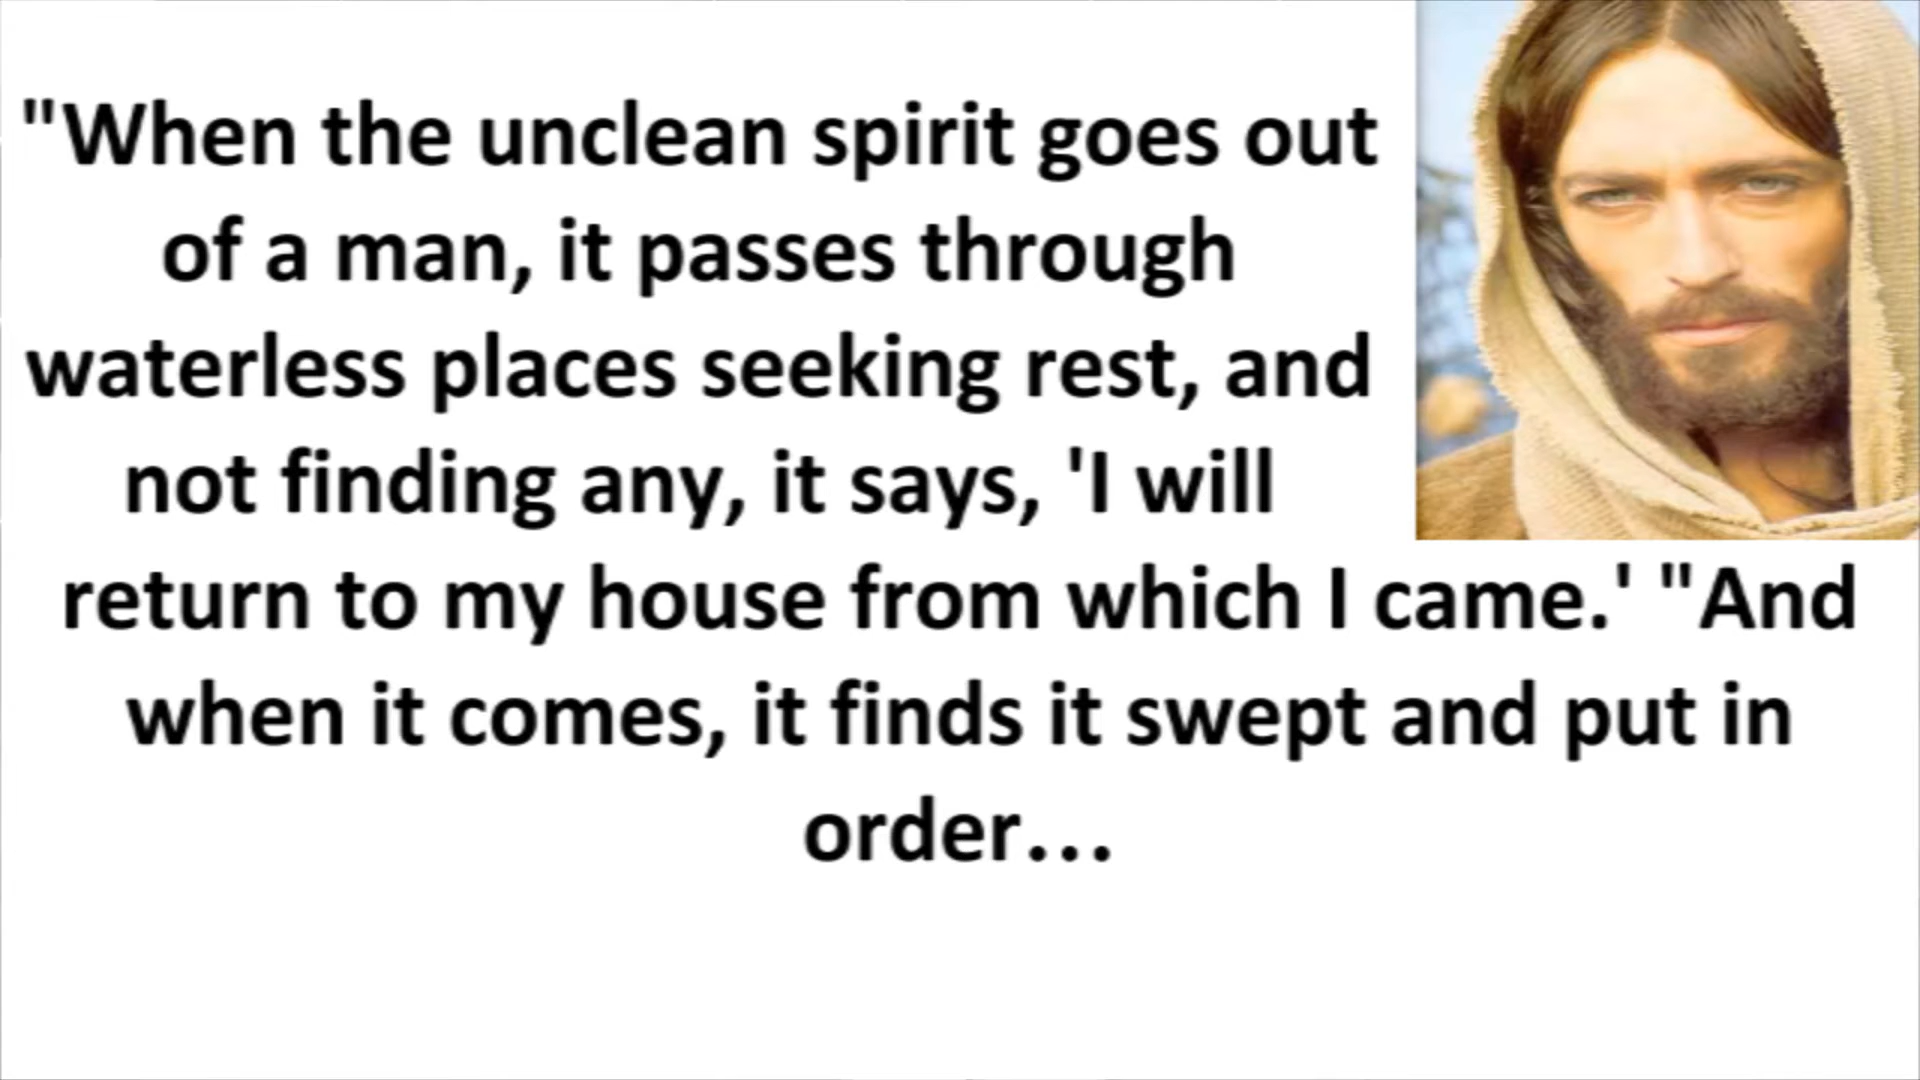 "When the unclean spirit goes out
of a man, it passes through
waterless places seeking rest, and
not finding any, it says, 'I will
return to my house from which I came.' "And
when it comes, it finds it swept and put in
order…